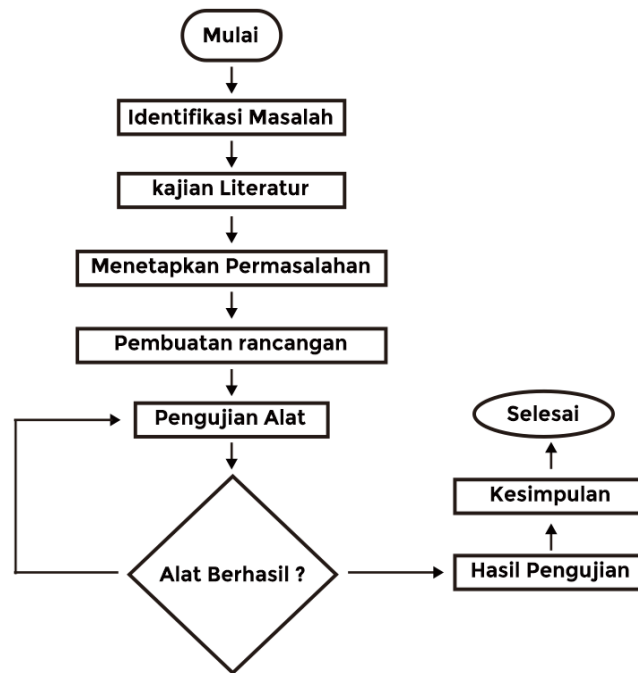 Mulai
Identifikasi Masalah
kajian Literatur
Menetapkan Permasalahan
Pembuatan rancangan
Pengujian Alat
Alat Berhasil ?
Hasil Pengujian
Kesimpulan
Selesai